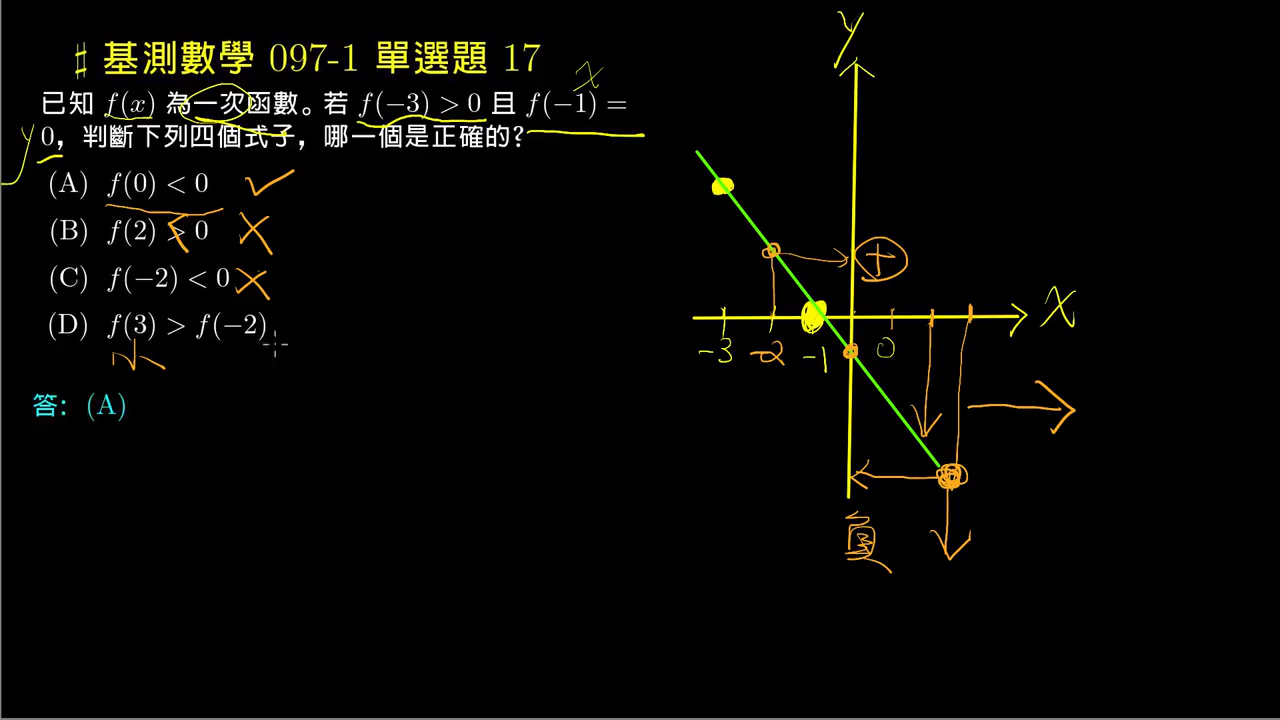 ♯ 基測數學 097-1 單選題 17
x
已知 f(x) 為一次函數。若 f(−3) > 0 且 f(−1) =
y
0，判斷下列四個式子，哪一個是正確的？
(A) f(0) < 0
(B) f(2) > 0
(C) f(−2) < 0
(D) f(3) > f(−2)
答：(A)
y
+
x
-3 -2 -1 0
負